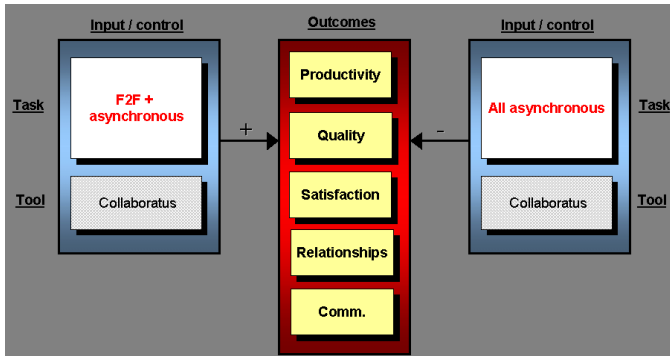 Input / control
Outcomes
Input / control
Task
F2F +
asynchronous
Tool
Collaboratus
+
Productivity
Quality
Satisfaction
Relationships
Comm.
-
All asynchronous
Task
Collaboratus
Tool